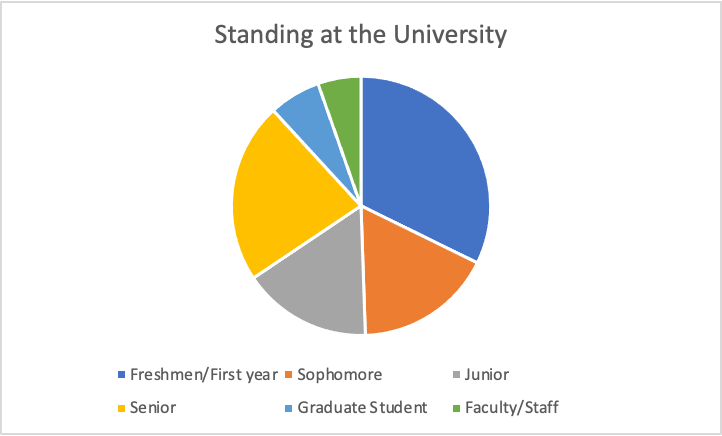 Standing at the University
Freshmen/First year Sophomore Junior
Senior Graduate Student Faculty/Staff